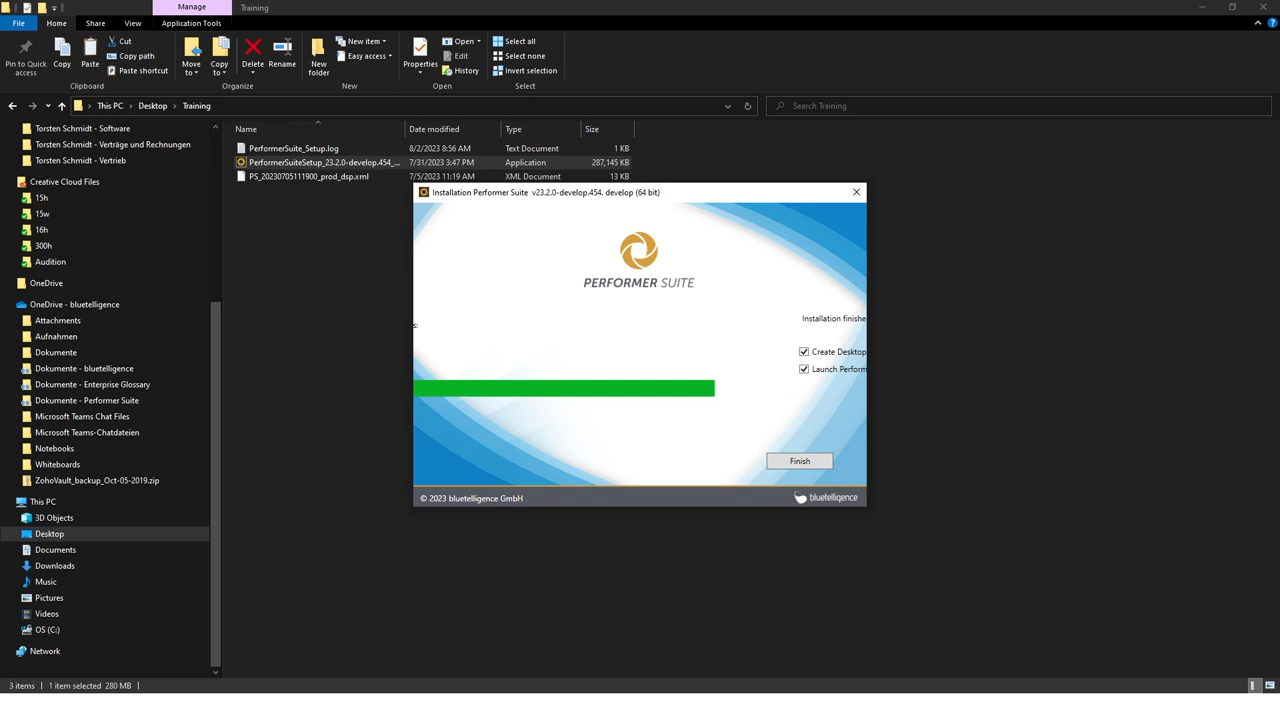 Manage
Training
File
Home
Share
View
Application Tools
Pin to Quick
access
Copy
Paste
Cut
Copy path
Paste shortcut
Clipboard
Move
to
Copy
to
Delete
Rename
Organize
New
folder
New item
Easy access
New
Properties
Open
Edit
History
Open
Select all
Select none
Invert selection
Select
This PC
Desktop
Training
Search Training
Torsten Schmidt - Software
Torsten Schmidt - Verträge und Rechnungen
Torsten Schmidt - Vertrieb
Creative Cloud Files
15h
15w
16h
300h
Audition
OneDrive
OneDrive - bluetelligence
Attachments
Aufnahmen
Dokumente
Dokumente - bluetelligence
Dokumente - Enterprise Glossary
Dokumente - Performer Suite
Microsoft Teams Chat Files
Microsoft Teams-Chatdateien
Notebooks
Whiteboards
ZohoVault_backup_Oct-05-2019.zip
This PC
3D Objects
Desktop
Documents
Downloads
Music
Pictures
Videos
OS (C:)
Network
Name Date modified Type Size
PerformerSuite_Setup.log 8/2/2023 8:56 AM Text Document 1 KB
PerformerSuiteSetup_23.2.0-develop.454_... 7/31/2023 3:47 PM Application 287,145 KB
PS_20230705111900_prod_dsp.xml 7/5/2023 11:19 AM XML Document 13 KB
Installation Performer Suite v23.2.0-develop.454. develop (64 bit)
PERFORMER SUITE
s:
Installation finishe
Create Desktop
Launch Perform
Finish
© 2023 bluetelligence GmbH
bluetelligence
3 items 1 item selected 280 MB